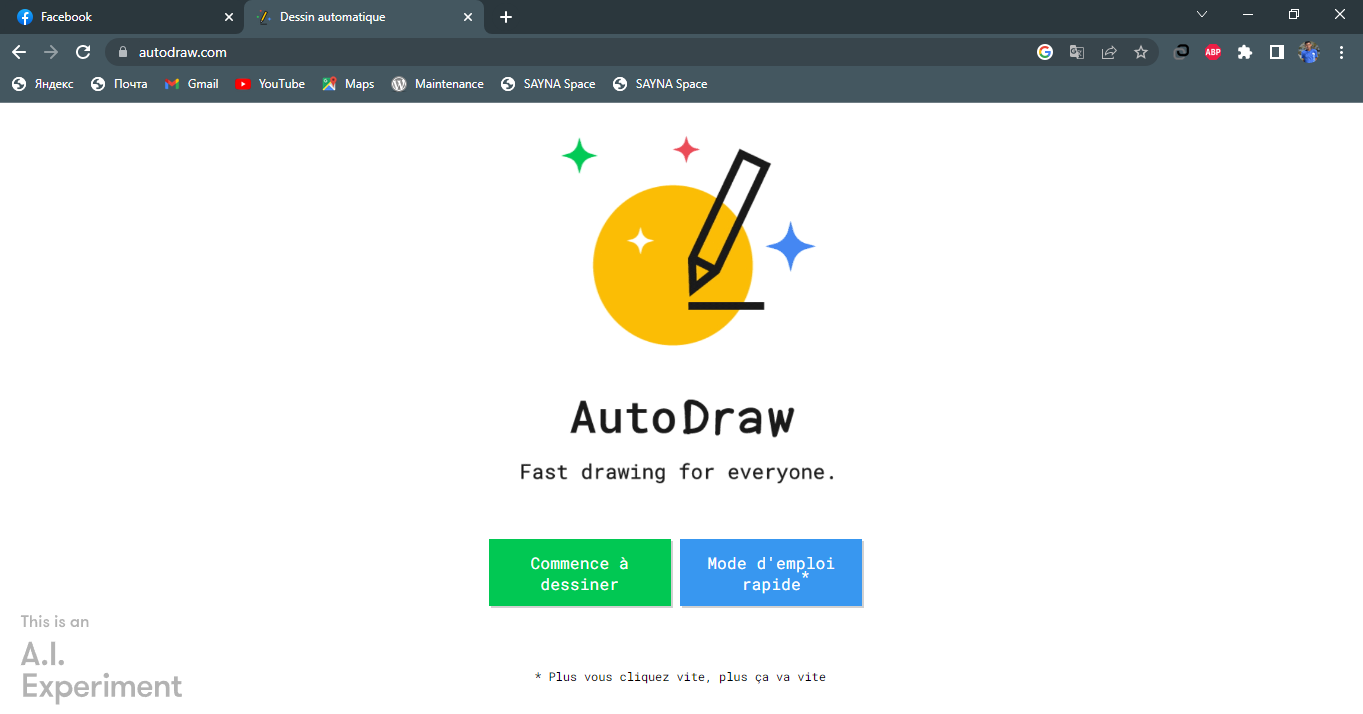 Facebook
Dessin automatique
autodraw.com
ABP
Яндекс Почта Gmail YouTube Maps Maintenance SAYNA Space SAYNA Space
AutoDraw
Fast drawing for everyone.
Commence à
dessiner
Mode d'emploi
rapide*
This is an
A.I.
Experiment
* Plus vous cliquez vite, plus ça va vite